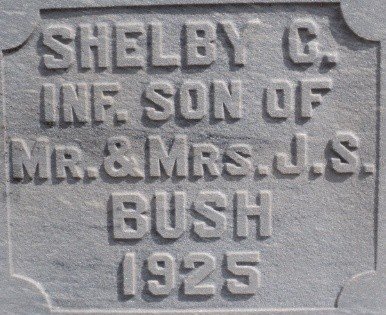 SHELBY C.
INF. SON OF
MR. & MRS. J.S.
BUSH
1925